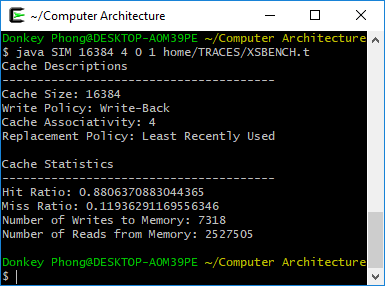 ~/Computer Architecture
Donkey Phong@DESKTOP-AOM39PE ~/Computer Architecture
$ java SIM 16384 4 0 1 home/TRACES/XSBENCH.t
Cache Descriptions
---------------------------------------
Cache Size: 16384
Write Policy: Write-Back
Cache Associativity: 4
Replacement Policy: Least Recently Used
Cache Statistics
---------------------------------------
Hit Ratio: 0.8806370883044365
Miss Ratio: 0.11936291169556346
Number of Writes to Memory: 7318
Number of Reads from Memory: 2527505
Donkey Phong@DESKTOP-AOM39PE ~/Computer Architecture
$